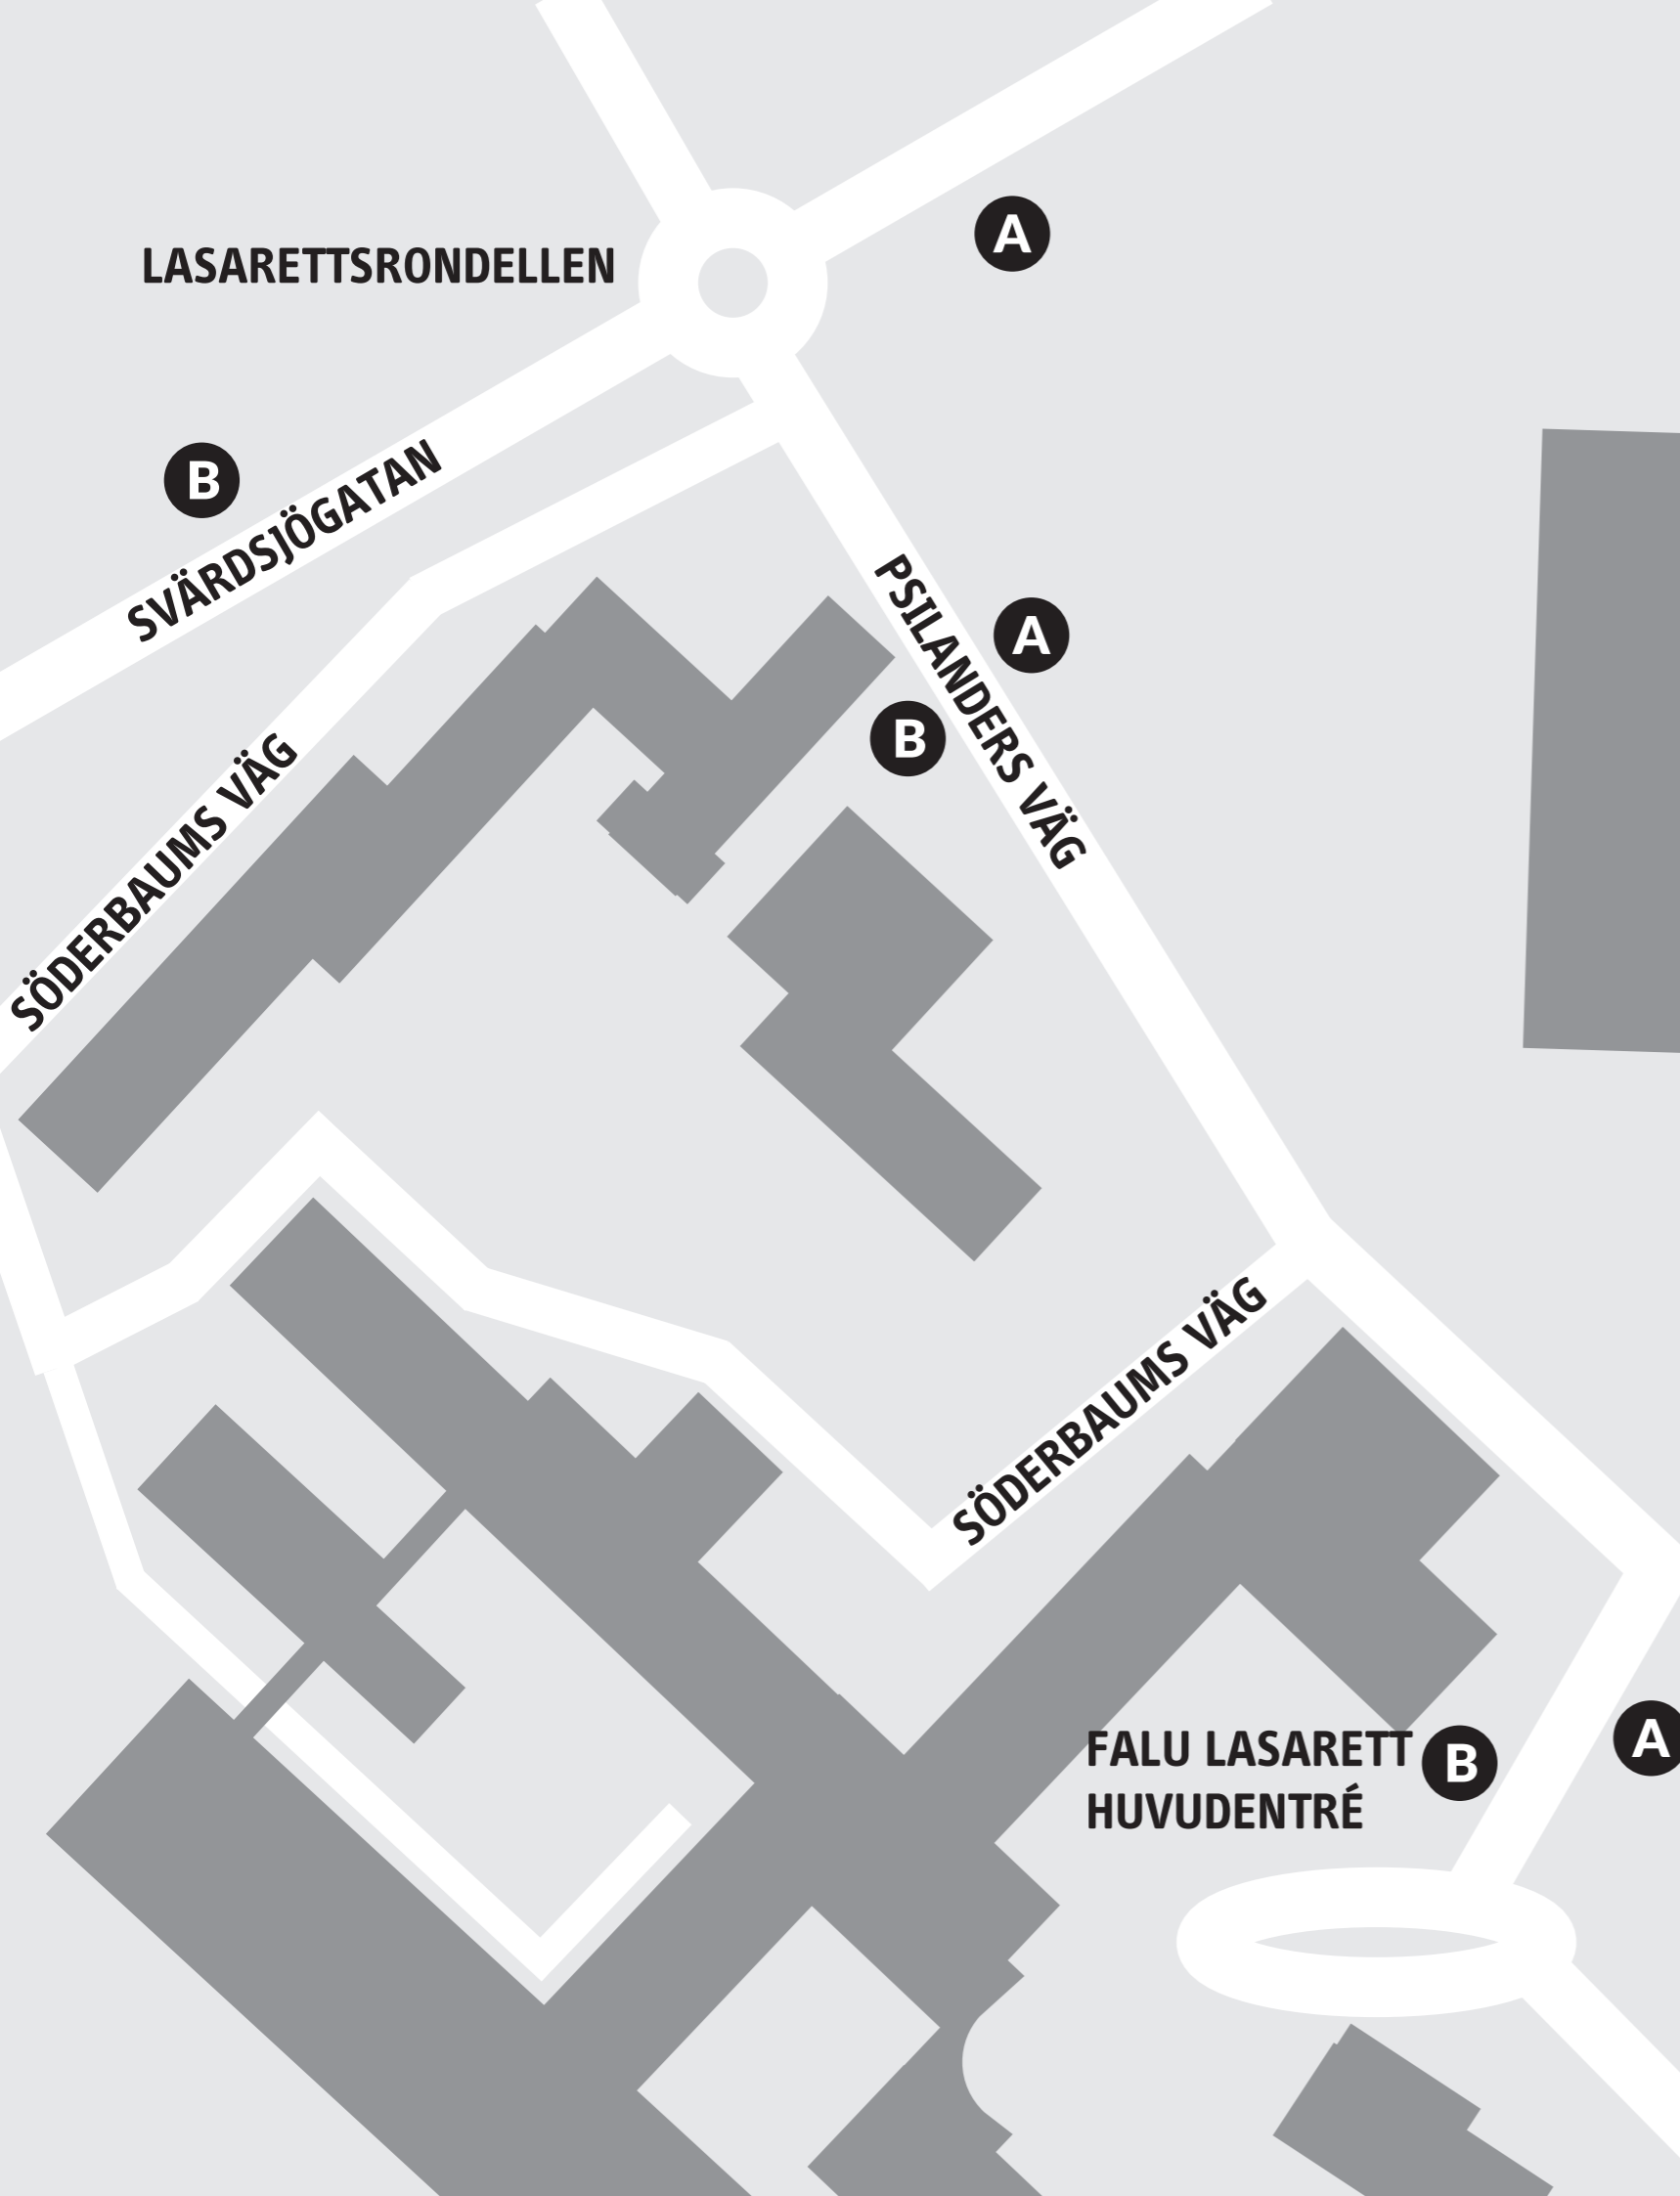 A
LASARETTSRONDELLEN
B
SVÄRDSJÖGATAN
PSILANDERS VÄG
A
B
SÖDERBAUMS VÄG
SÖDERBAUMS VÄG
FALU LASARETT
HUVUDENTRÉ
B
A